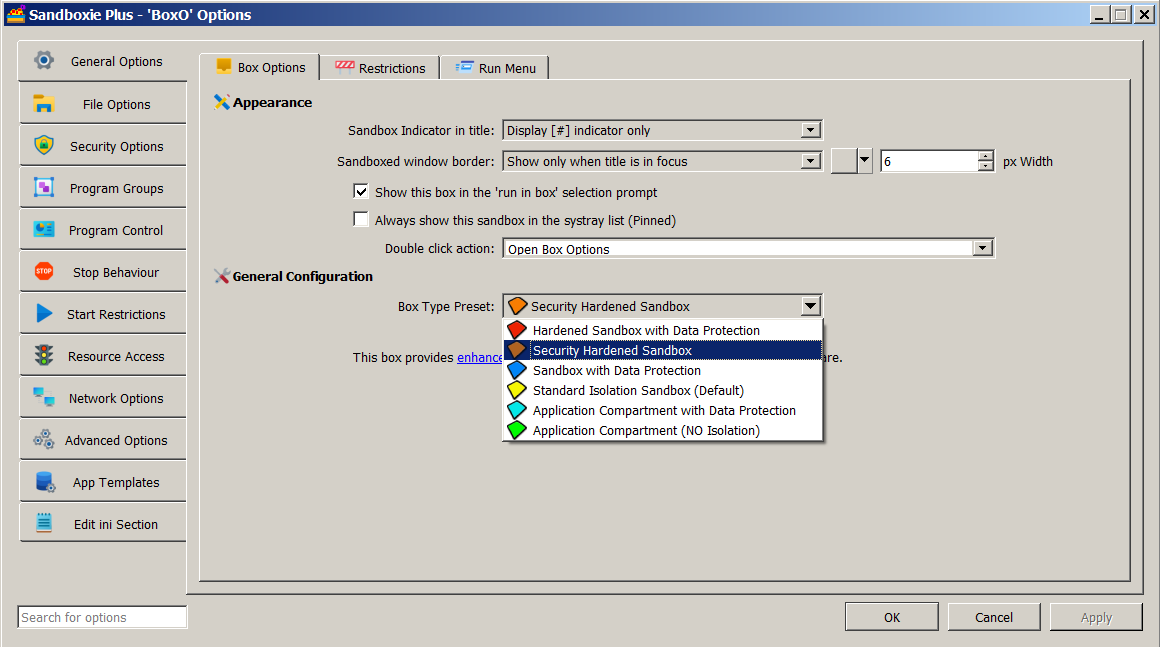 Sandboxie Plus - 'BoxO' Options
General Options
File Options
Security Options
Program Groups
Program Control
Stop Behaviour
STOP
Start Restrictions
Resource Access
Network Options
Advanced Options
App Templates
Edit ini Section
Search for options
Box Options
Restrictions
Run Menu
Appearance
Sandbox Indicator in title: Display [#] indicator only
Sandboxed window border: Show only when title is in focus 6 px Width
Show this box in the 'run in box' selection prompt
Always show this sandbox in the systray list (Pinned)
Double click action: Open Box Options
General Configuration
Box Type Preset: Security Hardened Sandbox
Hardened Sandbox with Data Protection
Security Hardened Sandbox
Sandbox with Data Protection
Standard Isolation Sandbox (Default)
Application Compartment with Data Protection
Application Compartment (NO Isolation)
This box provides
OK
Cancel
Apply